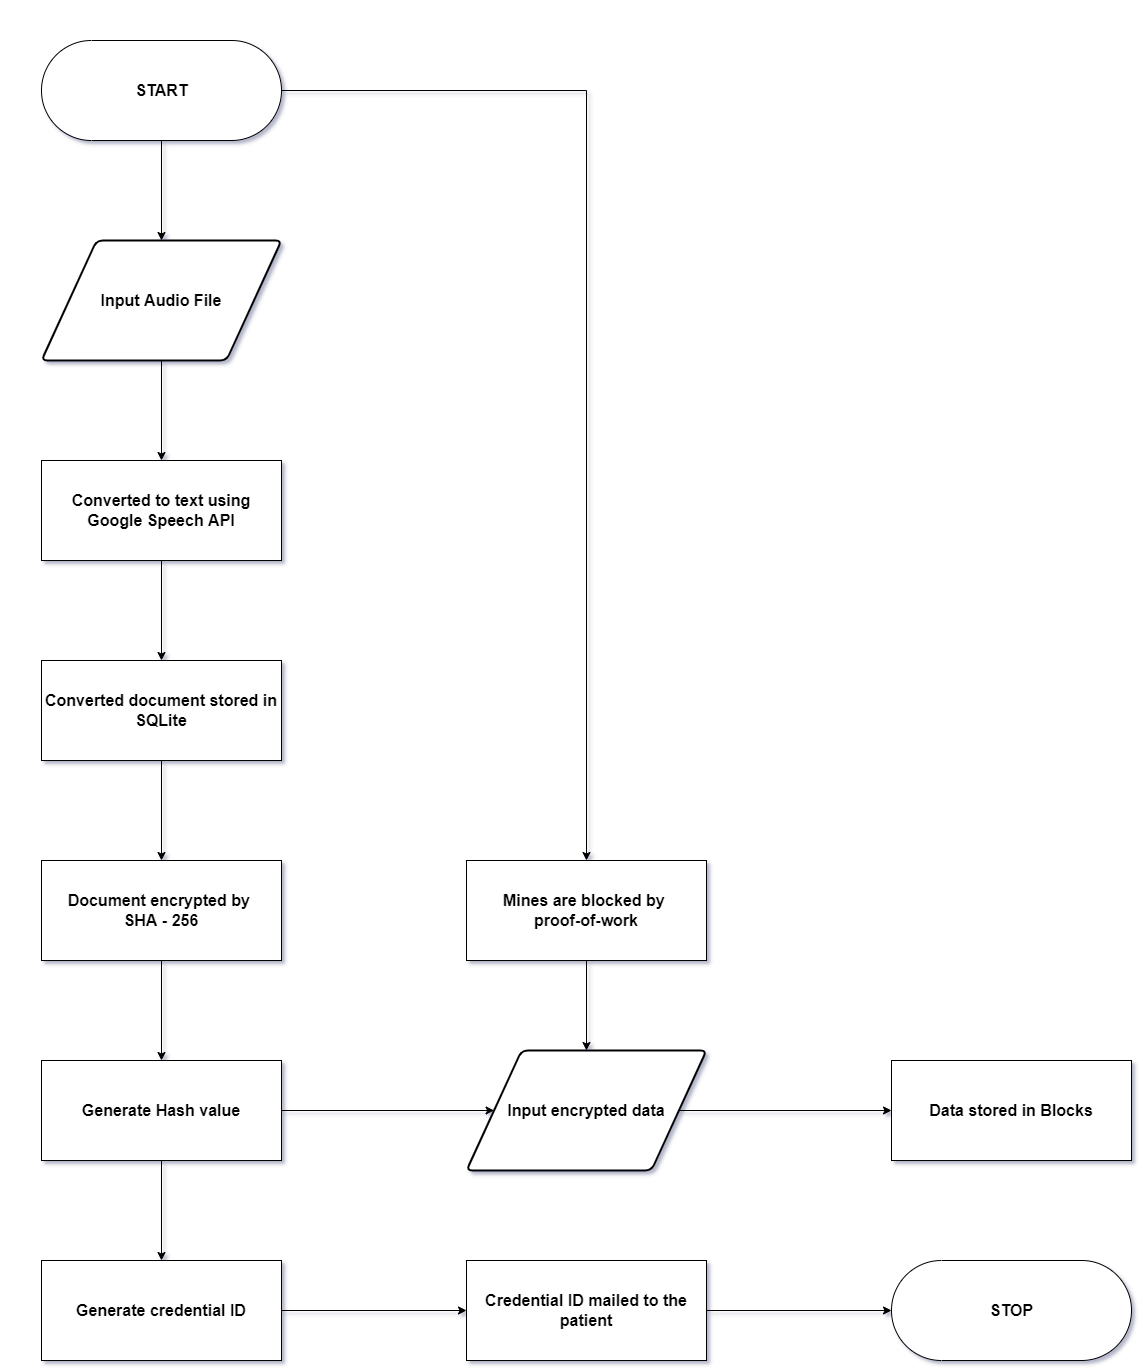 START
Input Audio File
Converted to text using
Google Speech API
Converted document stored in
SQLite
Document encrypted by
SHA - 256
Mines are blocked by
proof-of-work
Generate Hash value
Input encrypted data
Data stored in Blocks
Generate credential ID
Credential ID mailed to the
patient
STOP